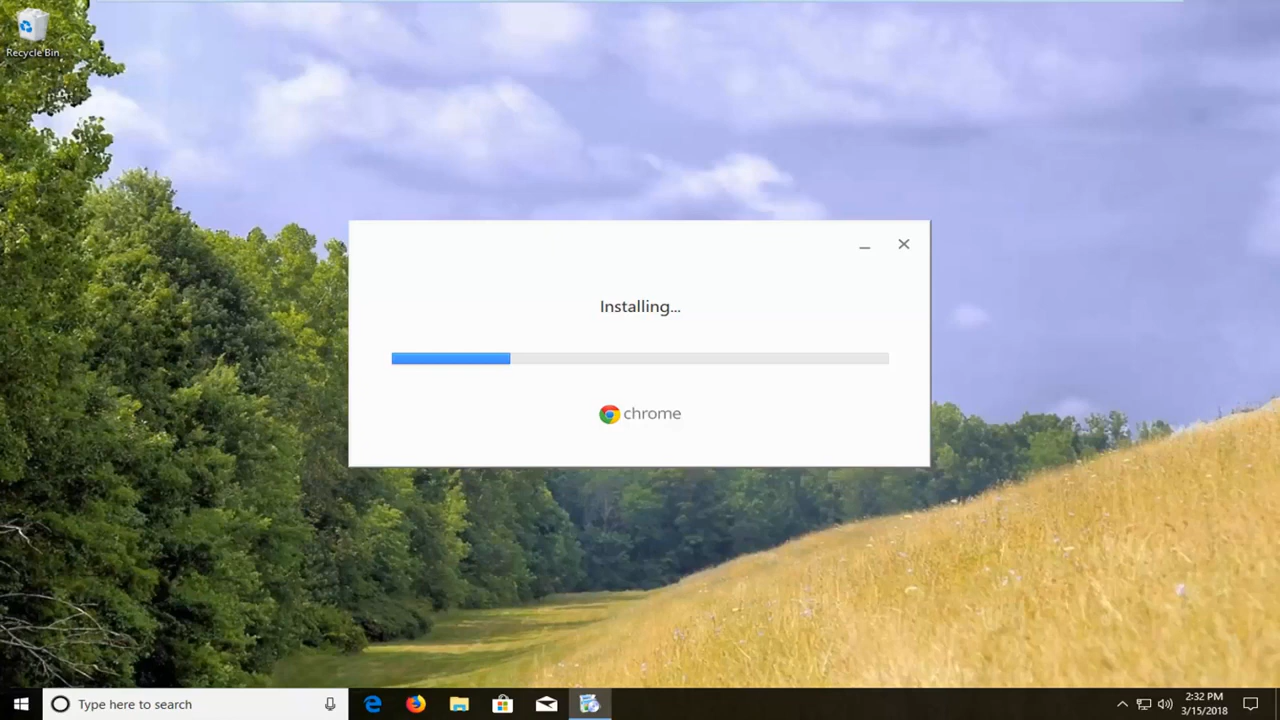 Recycle Bin
Installing...
chrome
Type here to search
2:32 PM
3/15/2018